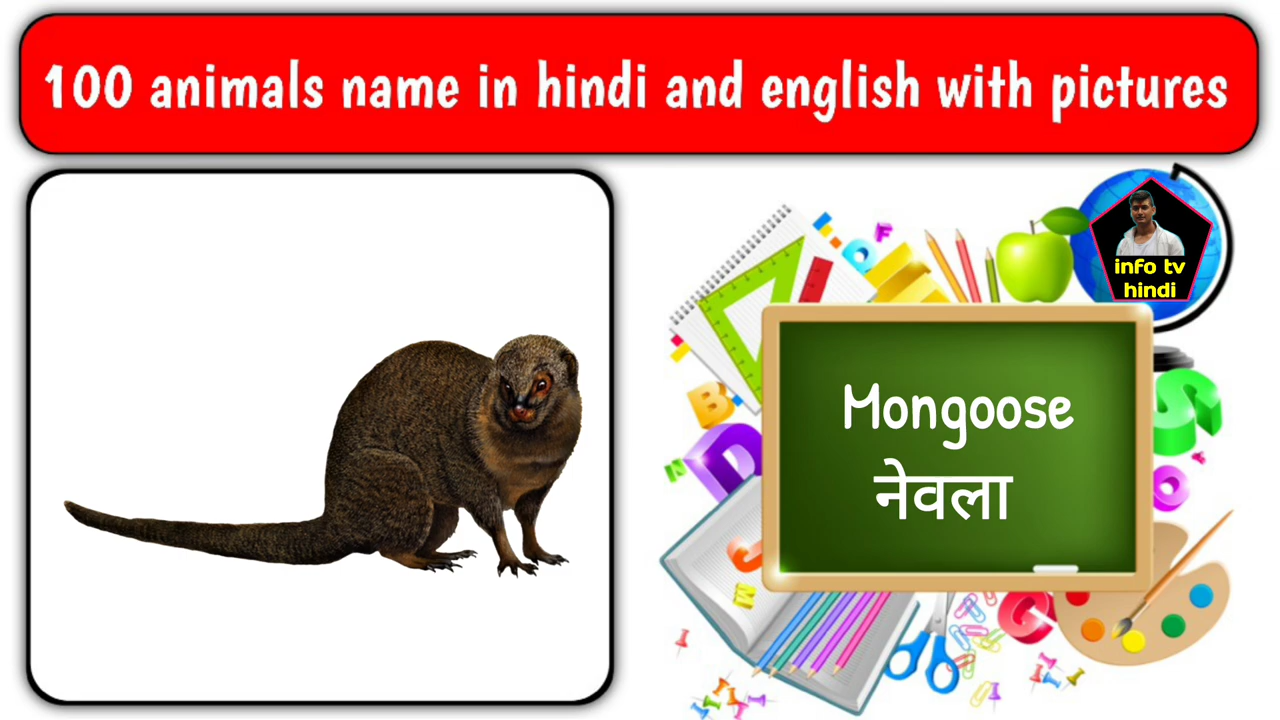 100 animals name in hindi and english with pictures
info tv
hindi
Mongoose
नेवला